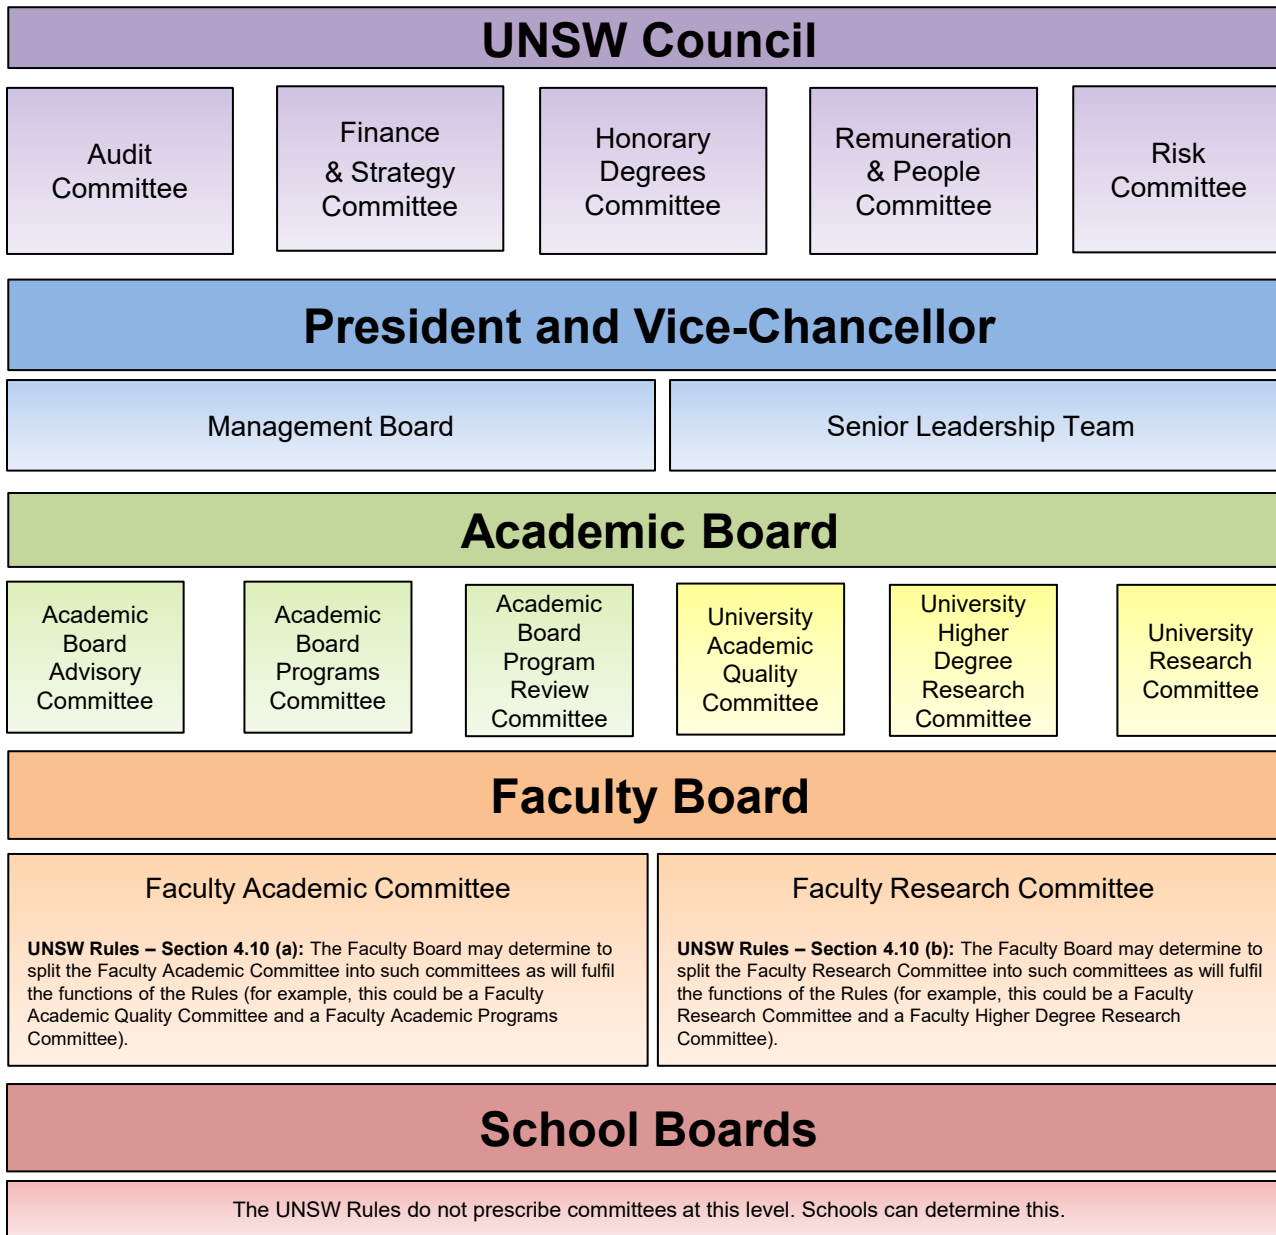 UNSW Council
Audit
Committee
Finance
& Strategy
Committee
Honorary
Degrees
Committee
Remuneration
& People
Committee
Risk
Committee
President and Vice-Chancellor
Management Board
Senior Leadership Team
Academic Board
Academic
Board
Advisory
Committee
Academic
Board
Programs
Committee
Academic
Board
Program
Review
Committee
University
Academic
Quality
Committee
University
Higher
Degree
Research
Committee
University
Research
Committee
Faculty Board
Faculty Academic Committee
UNSW Rules – Section 4.10 (a): The Faculty Board may determine to
split the Faculty Academic Committee into such committees as will fulfil
the functions of the Rules (for example, this could be a Faculty
Academic Quality Committee and a Faculty Academic Programs
Committee).
Faculty Research Committee
UNSW Rules – Section 4.10 (b): The Faculty Board may determine to
split the Faculty Research Committee into such committees as will fulfil
the functions of the Rules (for example, this could be a Faculty
Research Committee and a Faculty Higher Degree Research
Committee).
School Boards
The UNSW Rules do not prescribe committees at this level. Schools can determine this.